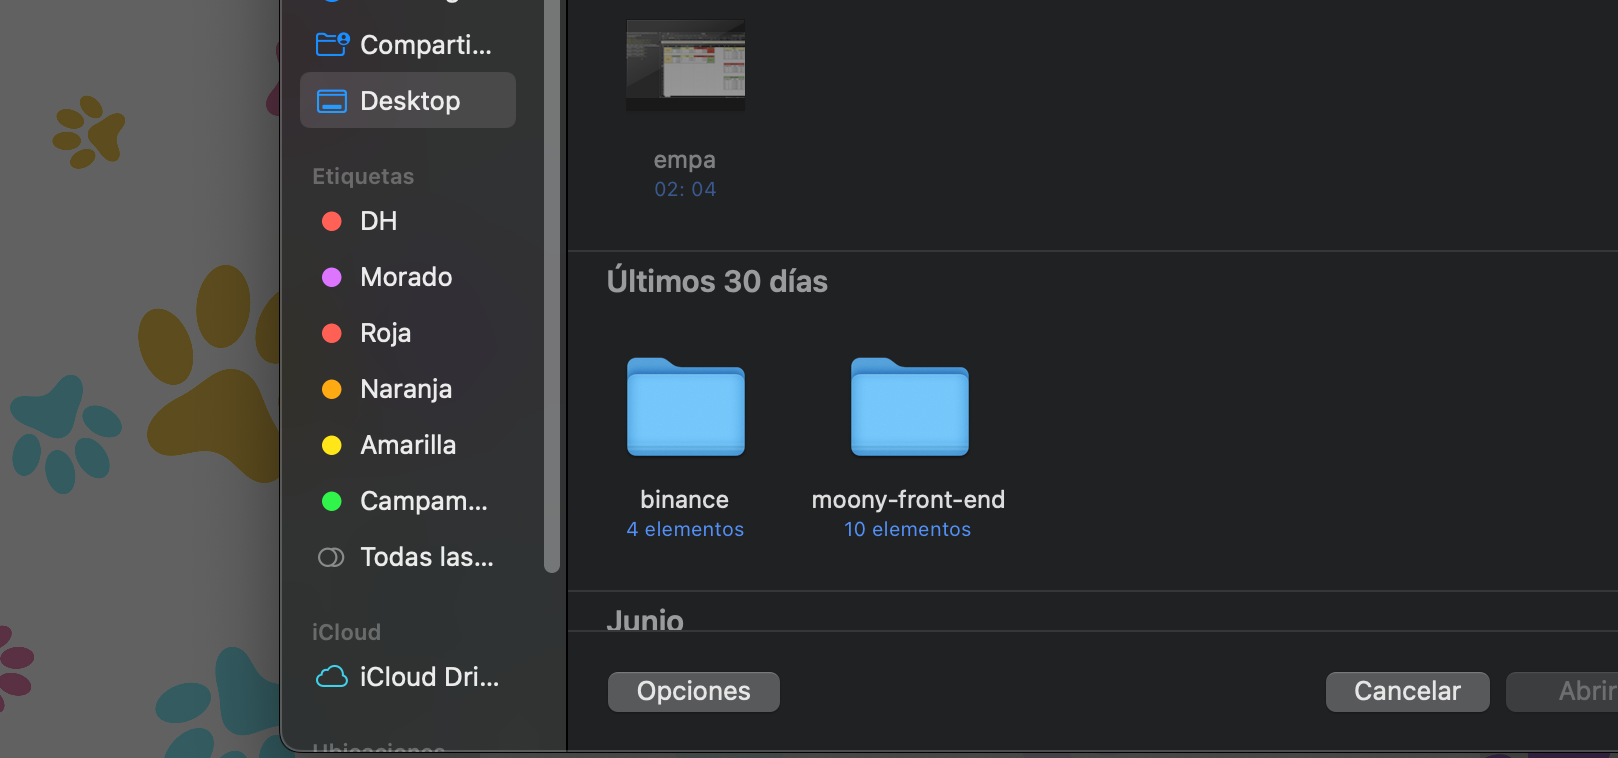 Comparti...
Desktop
Etiquetas
DH
Morado
Roja
Naranja
Amarilla
Campam...
Todas las...
iCloud
iCloud Dri...
Ubicaciones
empa
02: 04
Últimos 30 días
binance
4 elementos
moony-front-end
10 elementos
Junio
Opciones
Cancelar
Abrir